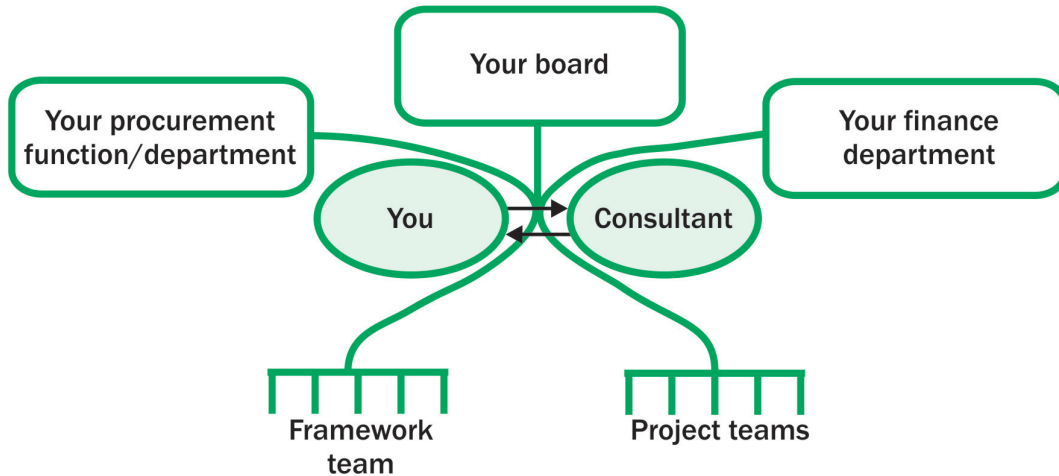 Your board
Your procurement
function/department
Your finance
department
You
Consultant
Framework
team
Project teams